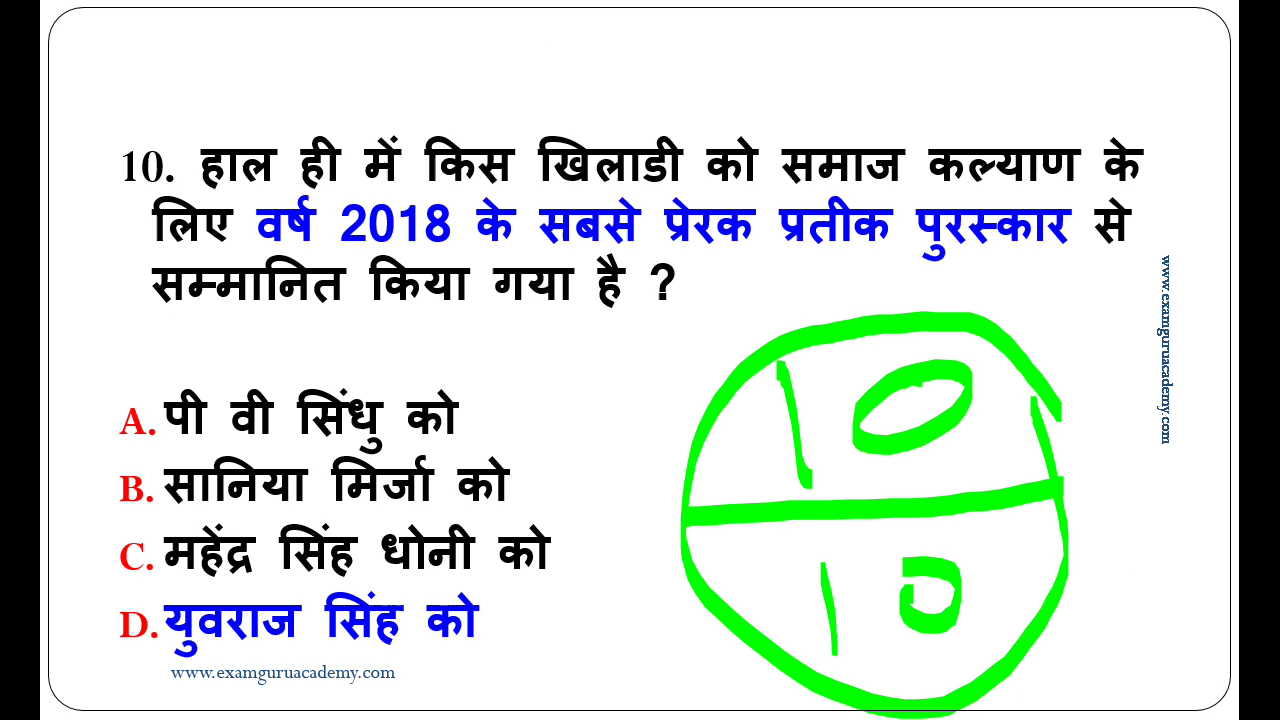 10. हाल ही में किस खिलाडी को समाज कल्याण के
लिए वर्ष 2018 के सबसे प्रेरक प्रतीक पुरस्कार से
सम्मानित किया गया है ?
A. पी वी सिंधु को
B. सानिया मिर्जा को
C. महेंद्र सिंह धोनी को
D. युवराज सिंह को
www.examguruacademy.com
www.examguruacademy.com
10
10